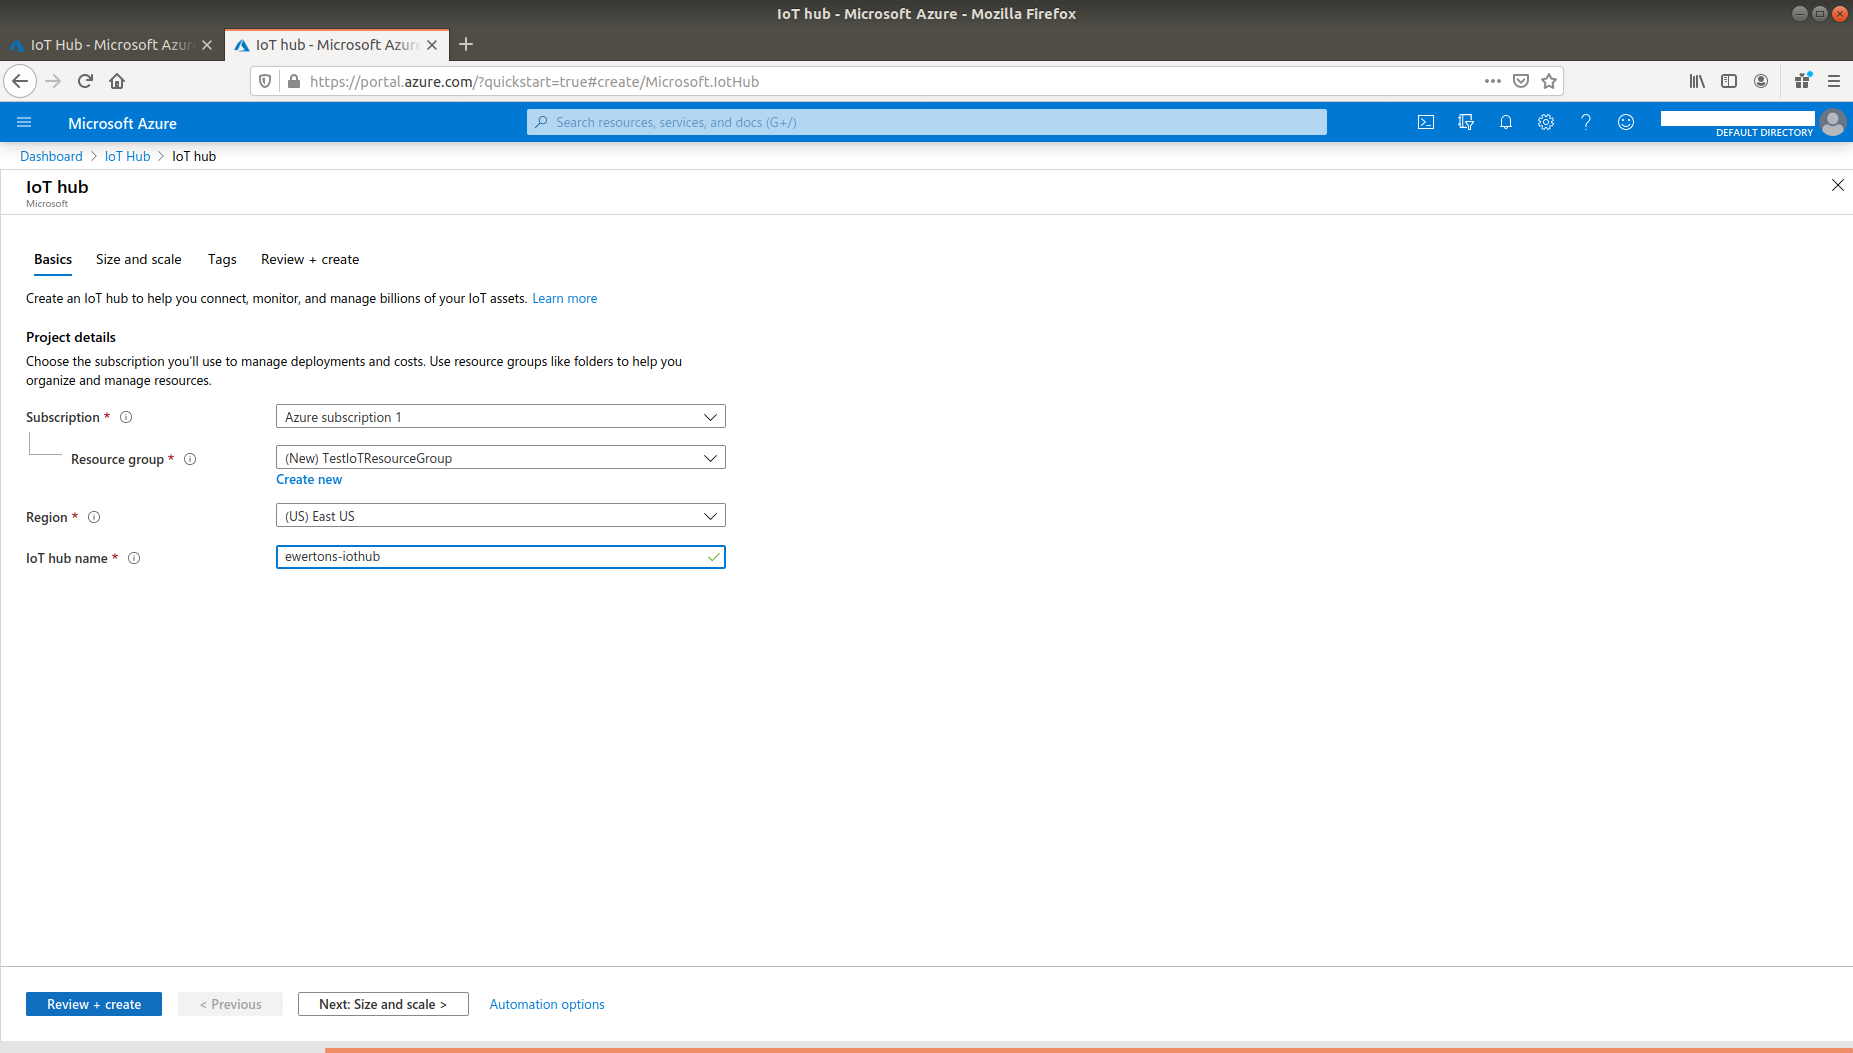 IoT hub - Microsoft Azure - Mozilla Firefox
IoT Hub - Microsoft Azur
IoT hub - Microsoft Azure
https://portal.azure.com/?quickstart=true#create/Microsoft.IotHub
Microsoft Azure
Search resources, services, and docs (G+/)
DEFAULT DIRECTORY
Dashboard > IoT Hub > IoT hub
IoT hub
Microsoft
Basics Size and scale Tags Review + create
Create an IoT hub to help you connect, monitor, and manage billions of your IoT assets. Learn more
Project details
Choose the subscription you'll use to manage deployments and costs. Use resource groups like folders to help you
organize and manage resources.
Subscription *
Azure subscription 1
Resource group *
(New) TestIoTResourceGroup
Create new
Region *
(US) East US
IoT hub name *
ewertons-iothub
Review + create
< Previous
Next: Size and scale >
Automation options